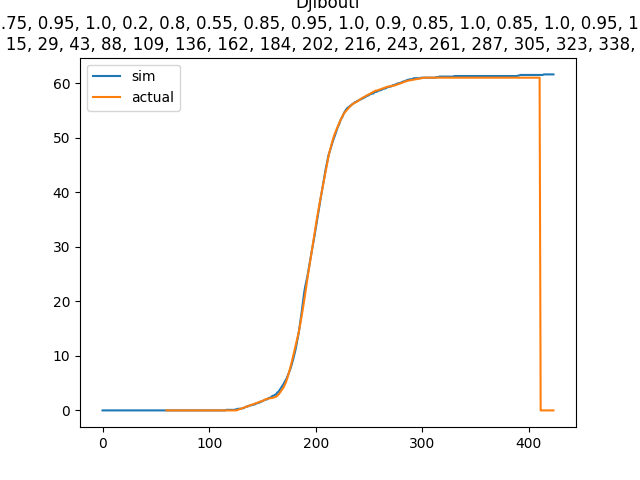 Djibouti
.75, 0.95, 1.0, 0.2, 0.8, 0.55, 0.85, 0.95, 1.0, 0.9, 0.85, 1.0, 0.85, 1.0, 0.95, 1
15, 29, 43, 88, 109, 136, 162, 184, 202, 216, 243, 261, 287, 305, 323, 338,
sim
actual
60
50
40
30
20
10
0
0 100 200 300 400